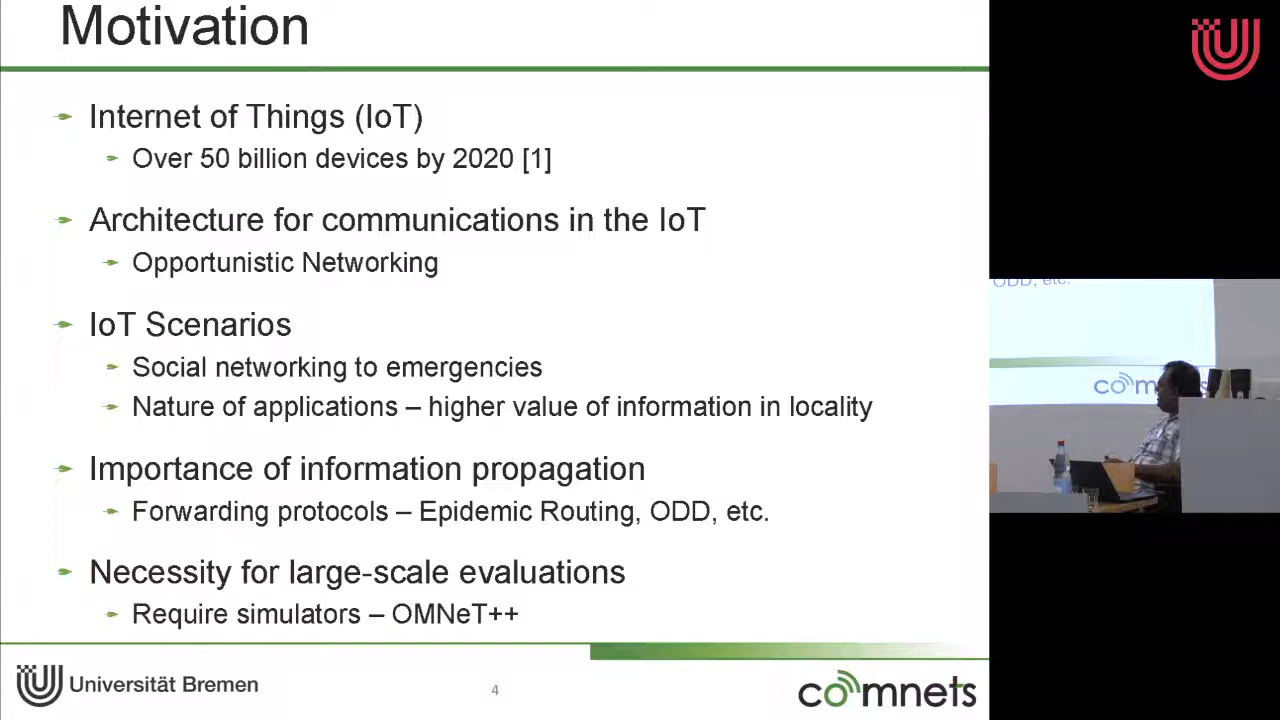 Motivation
Internet of Things (IoT)
Over 50 billion devices by 2020 [1]
Architecture for communications in the IoT
Opportunistic Networking
IoT Scenarios
Social networking to emergencies
Nature of applications – higher value of information in locality
Importance of information propagation
Forwarding protocols – Epidemic Routing, ODD, etc.
Necessity for large-scale evaluations
Require simulators – OMNeT++
Universität Bremen
4
comnets
ODD, etc.
comnets